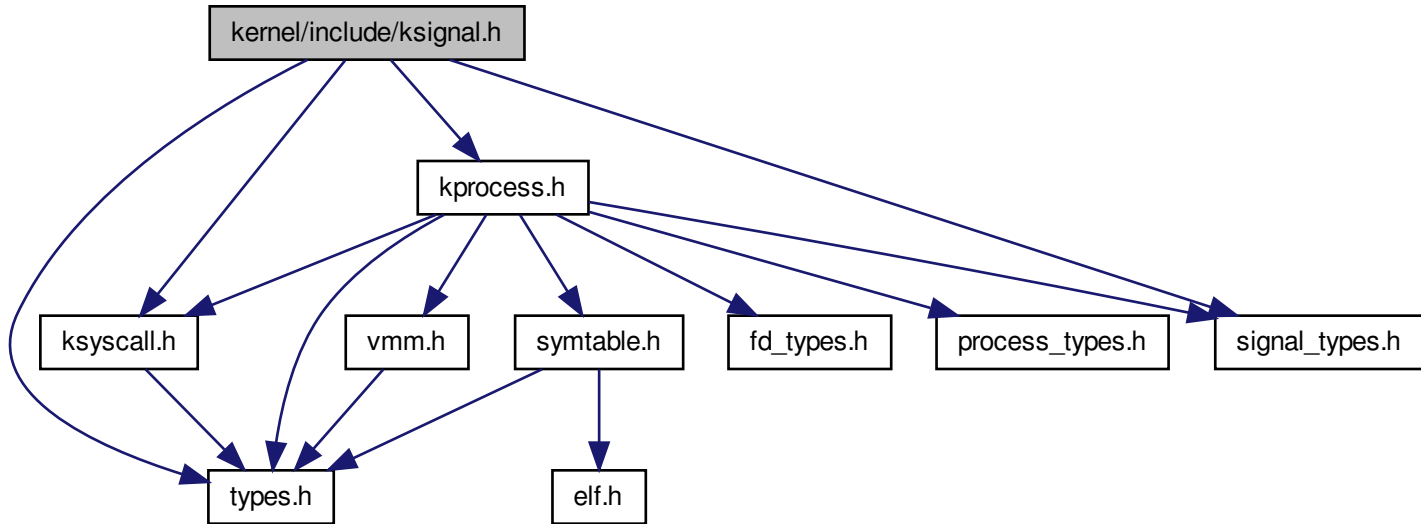 kernel/include/ksignal.h
kprocess.h
ksyscall.h
vmm.h
symtable.h
fd_types.h
process_types.h
signal_types.h
types.h
elf.h